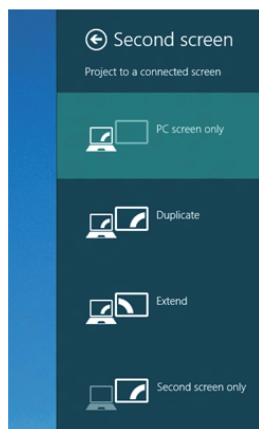 Second screen
Project to a connected screen
PC screen only
Duplicate
Extend
Second screen only